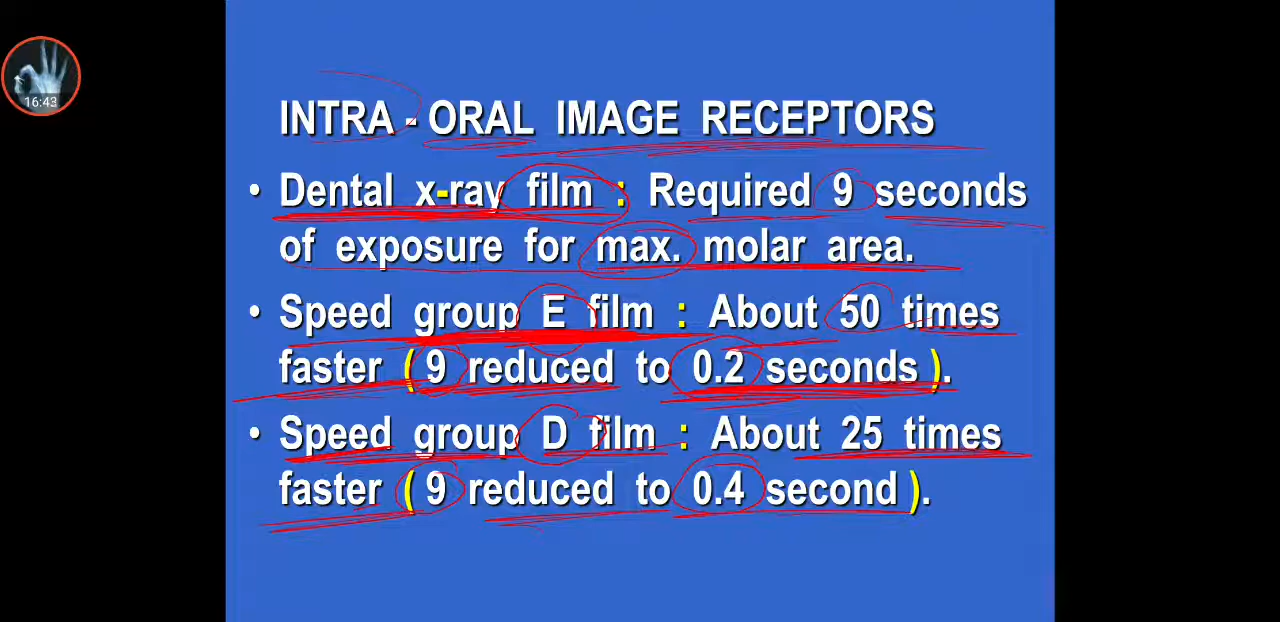 16:43
INTRA - ORAL IMAGE RECEPTORS
• Dental x-ray film : Required 9 seconds
of exposure for max. molar area.
• Speed group E film : About 50 times
faster ( 9 reduced to 0.2 seconds ).
• Speed group D film : About 25 times
faster ( 9 reduced to 0.4 second ).